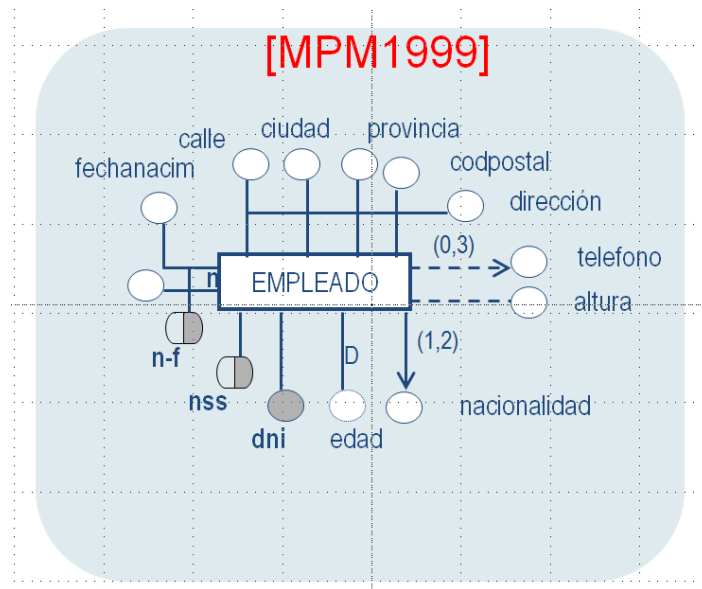 [MPM1999]
calle
ciudad
provincia
fechanacim
codpostal
dirección
(0,3)
telefono
n
EMPLEADO
altura
n-f
D
(1,2)
nss
nacionalidad
dni
edad